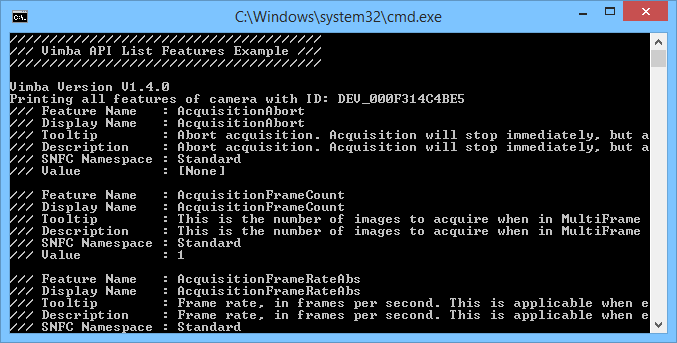 C:\Windows\system32\cmd.exe
///////////////////////////////////////
/// Vimba API List Features Example ///
///////////////////////////////////////
Vimba Version V1.4.0
Printing all features of camera with ID: DEV_000F314C4BE5
/// Feature Name   : AcquisitionAbort
/// Display Name   : AcquisitionAbort
/// Tooltip        : Abort acquisition. Acquisition will stop immediately, but a
/// Description    : Abort acquisition. Acquisition will stop immediately, but a
/// SNFC Namespace : Standard
/// Value          : [None]
/// Feature Name   : AcquisitionFrameCount
/// Display Name   : AcquisitionFrameCount
/// Tooltip        : This is the number of images to acquire when in MultiFrame
/// Description    : This is the number of images to acquire when in MultiFrame
/// SNFC Namespace : Standard
/// Value          : 1
/// Feature Name   : AcquisitionFrameRateAbs
/// Display Name   : AcquisitionFrameRateAbs
/// Tooltip        : Frame rate, in frames per second. This is applicable when e
/// Description    : Frame rate, in frames per second. This is applicable when e
/// SNFC Namespace : Standard